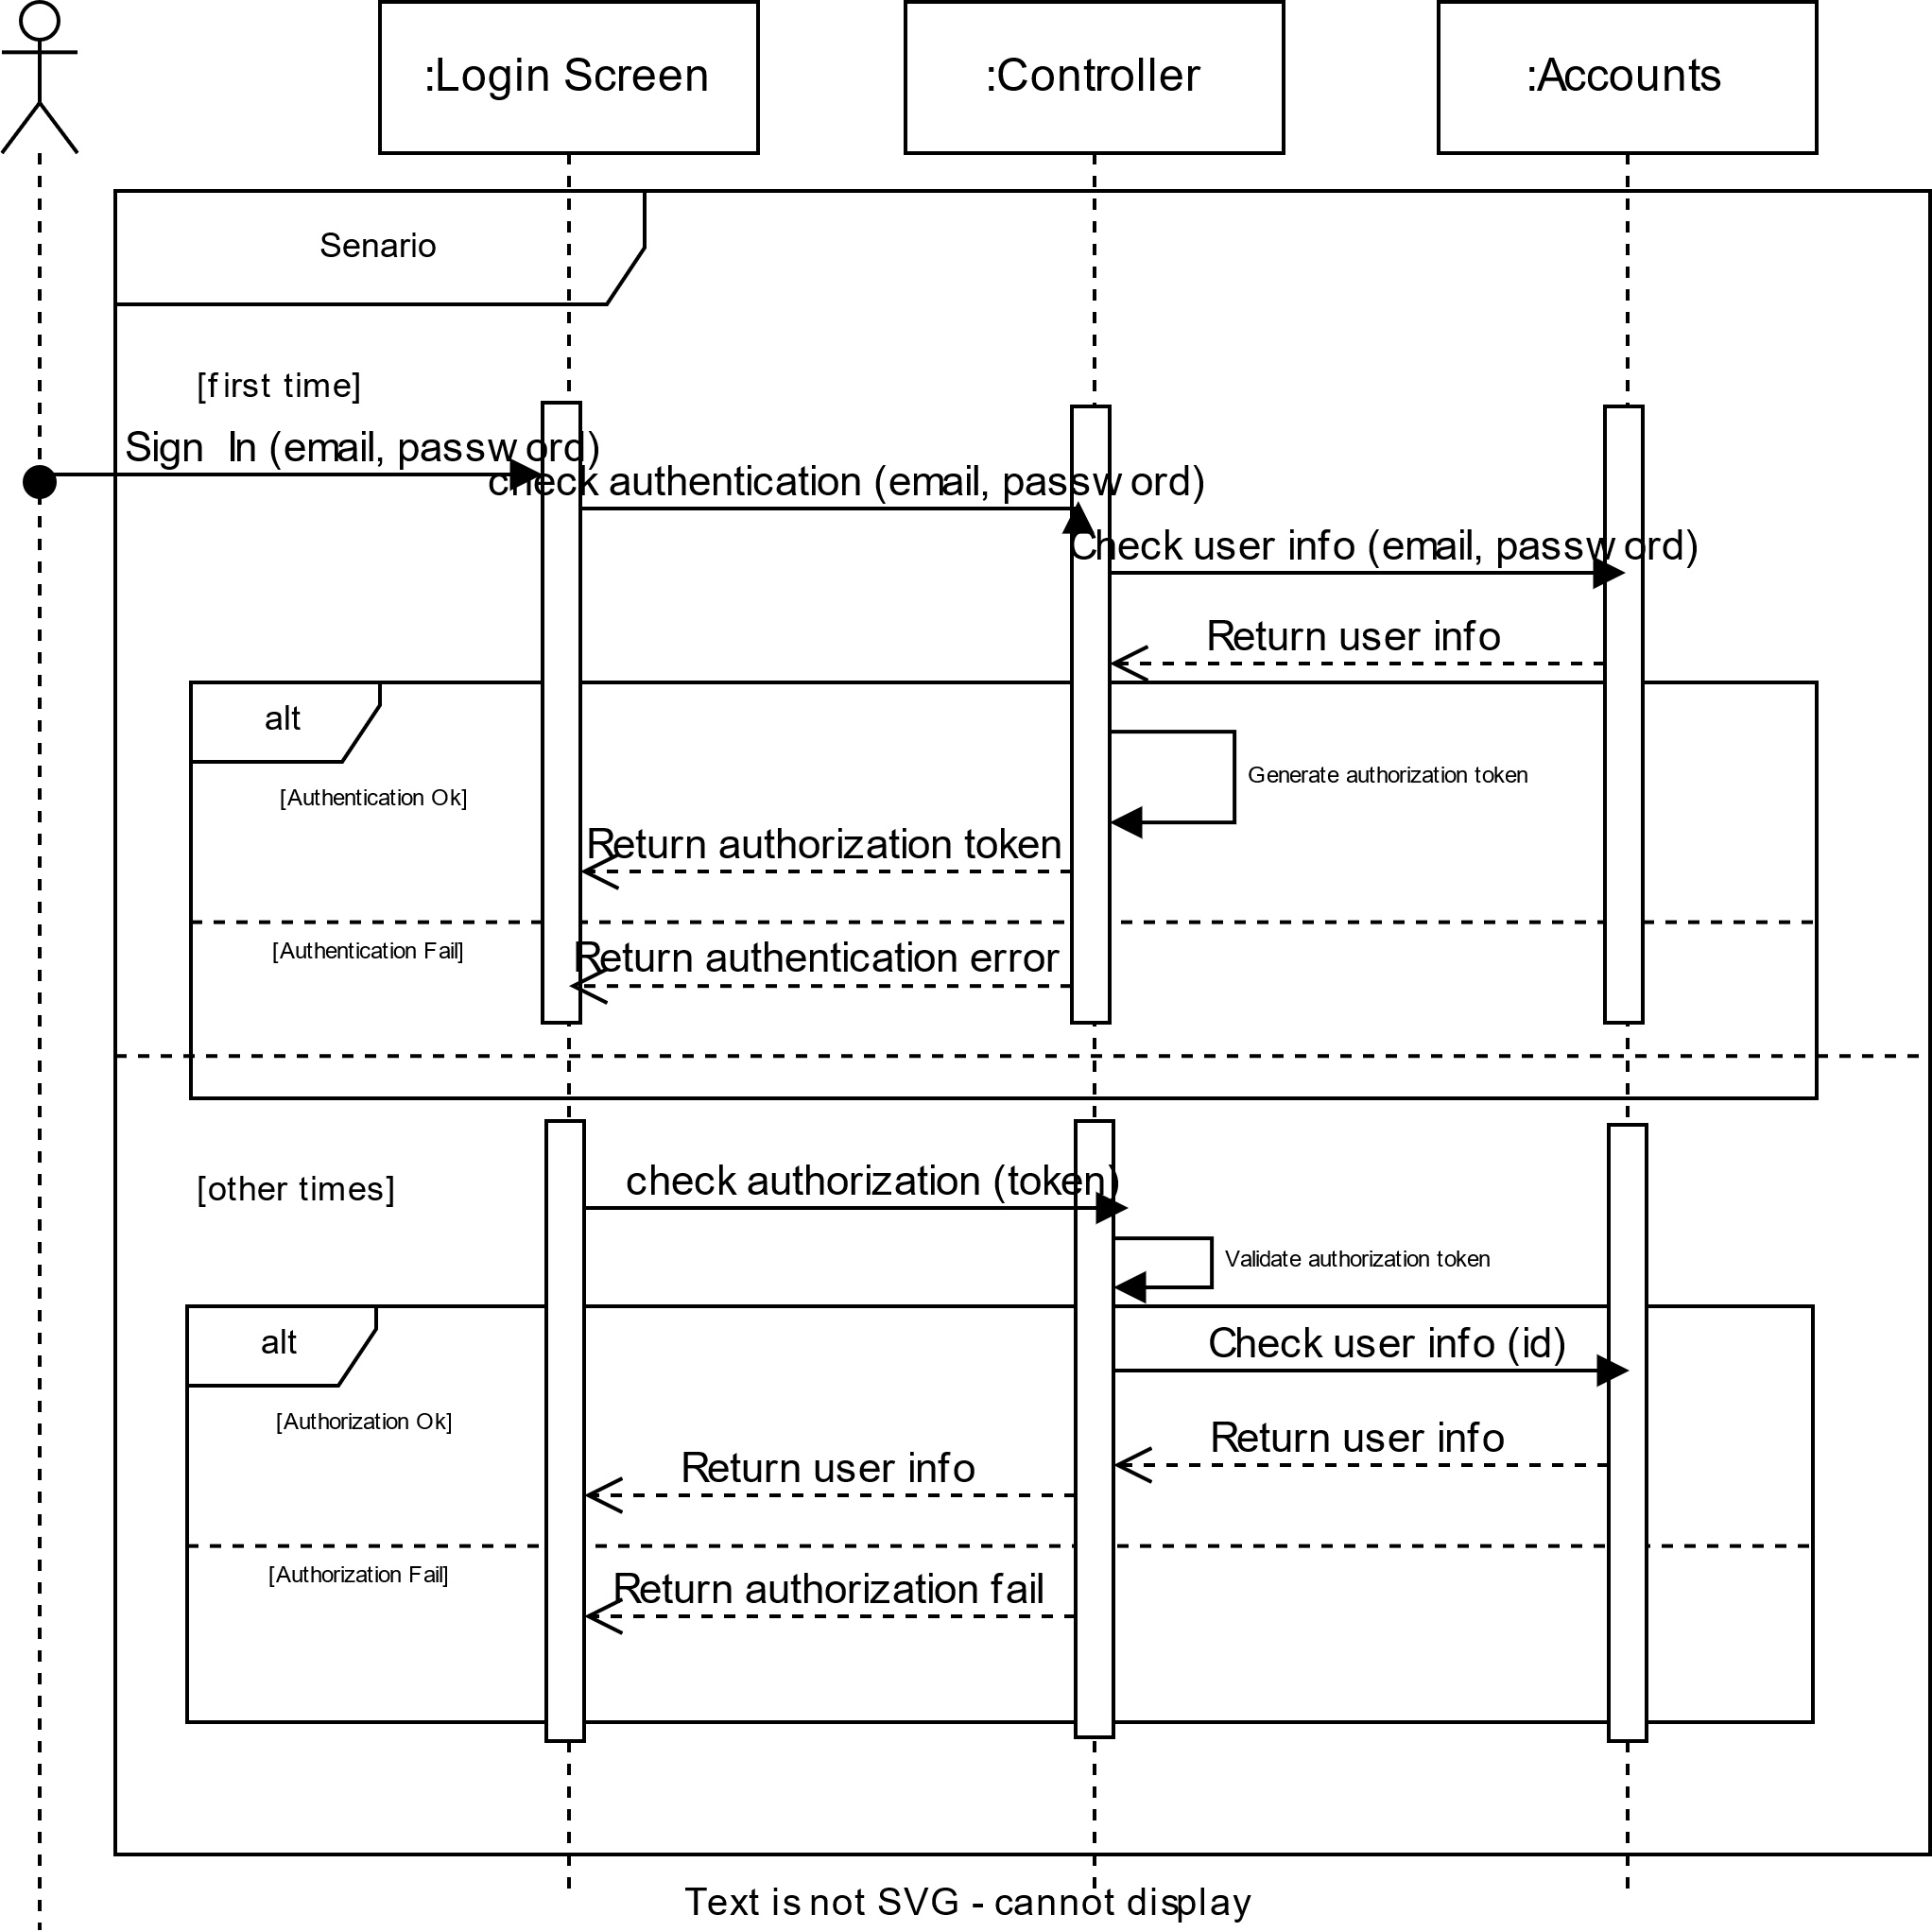 :Login Screen
:Controller
:Accounts
Senario
[first time]
Sign In (email, password)
check authentication (email, password)
Check user info (email, password)
Return user info
alt
Generate authorization token
[Authentication Ok]
Return authorization token
[Authentication Fail]
Return authentication error
[other times]
check authorization (token)
Validate authorization token
alt
Check user info (id)
[Authorization Ok]
Return user info
Return user info
[Authorization Fail]
Return authorization fail
Text is not SVG - cannot display